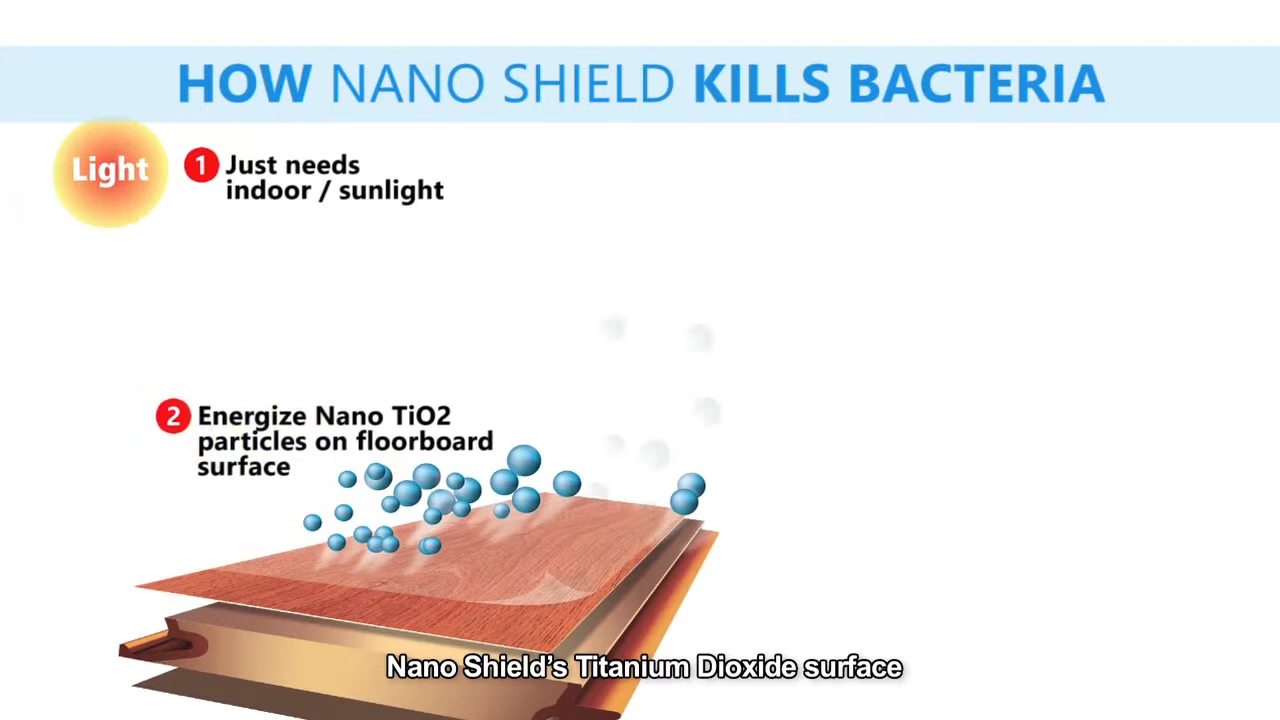 HOW NANO SHIELD KILLS BACTERIA
Light
1 Just needs
indoor / sunlight
2 Energize Nano TiO2
particles on floorboard
surface
Nano Shield's Titanium Dioxide surface